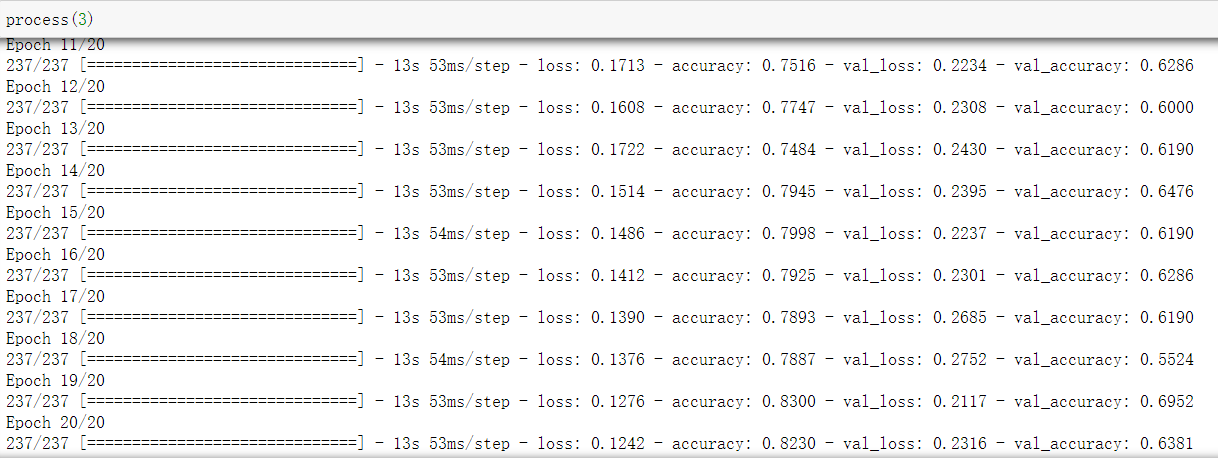 process(3)
Epoch 11/20
237/237 [==============================] - 13s 53ms/step - loss: 0.1713 - accuracy: 0.7516 - val_loss: 0.2234 - val_accuracy: 0.6286
Epoch 12/20
237/237 [==============================] - 13s 53ms/step - loss: 0.1608 - accuracy: 0.7747 - val_loss: 0.2308 - val_accuracy: 0.6000
Epoch 13/20
237/237 [==============================] - 13s 53ms/step - loss: 0.1722 - accuracy: 0.7484 - val_loss: 0.2430 - val_accuracy: 0.6190
Epoch 14/20
237/237 [==============================] - 13s 53ms/step - loss: 0.1514 - accuracy: 0.7945 - val_loss: 0.2395 - val_accuracy: 0.6476
Epoch 15/20
237/237 [==============================] - 13s 54ms/step - loss: 0.1486 - accuracy: 0.7998 - val_loss: 0.2237 - val_accuracy: 0.6190
Epoch 16/20
237/237 [==============================] - 13s 53ms/step - loss: 0.1412 - accuracy: 0.7925 - val_loss: 0.2301 - val_accuracy: 0.6286
Epoch 17/20
237/237 [==============================] - 13s 53ms/step - loss: 0.1390 - accuracy: 0.7893 - val_loss: 0.2685 - val_accuracy: 0.6190
Epoch 18/20
237/237 [==============================] - 13s 54ms/step - loss: 0.1376 - accuracy: 0.7887 - val_loss: 0.2752 - val_accuracy: 0.5524
Epoch 19/20
237/237 [==============================] - 13s 53ms/step - loss: 0.1276 - accuracy: 0.8300 - val_loss: 0.2117 - val_accuracy: 0.6952
Epoch 20/20
237/237 [==============================] - 13s 53ms/step - loss: 0.1242 - accuracy: 0.8230 - val_loss: 0.2316 - val_accuracy: 0.6381